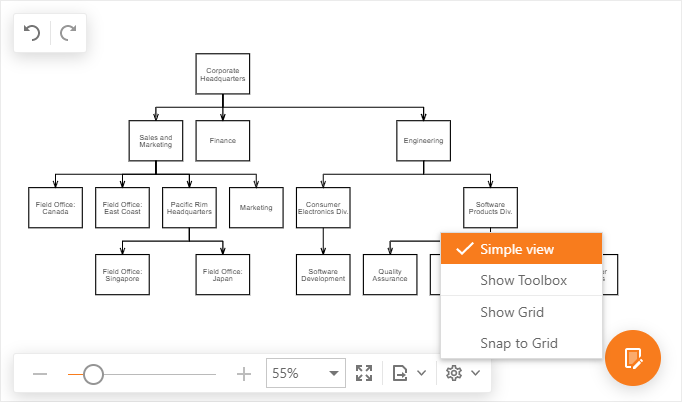 Corporate
Headquarters
Sales and
Marketing
Finance
Engineering
Field Office:
Canada
Field Office:
East Coast
Pacific Rim
Headquarters
Marketing
Consumer
Electronics Div.
Software
Products Div.
Field Office:
Singapore
Field Office:
Japan
Software
Development
Quality
Assurance
Simple view
Show Toolbox
Show Grid
Snap to Grid
55%